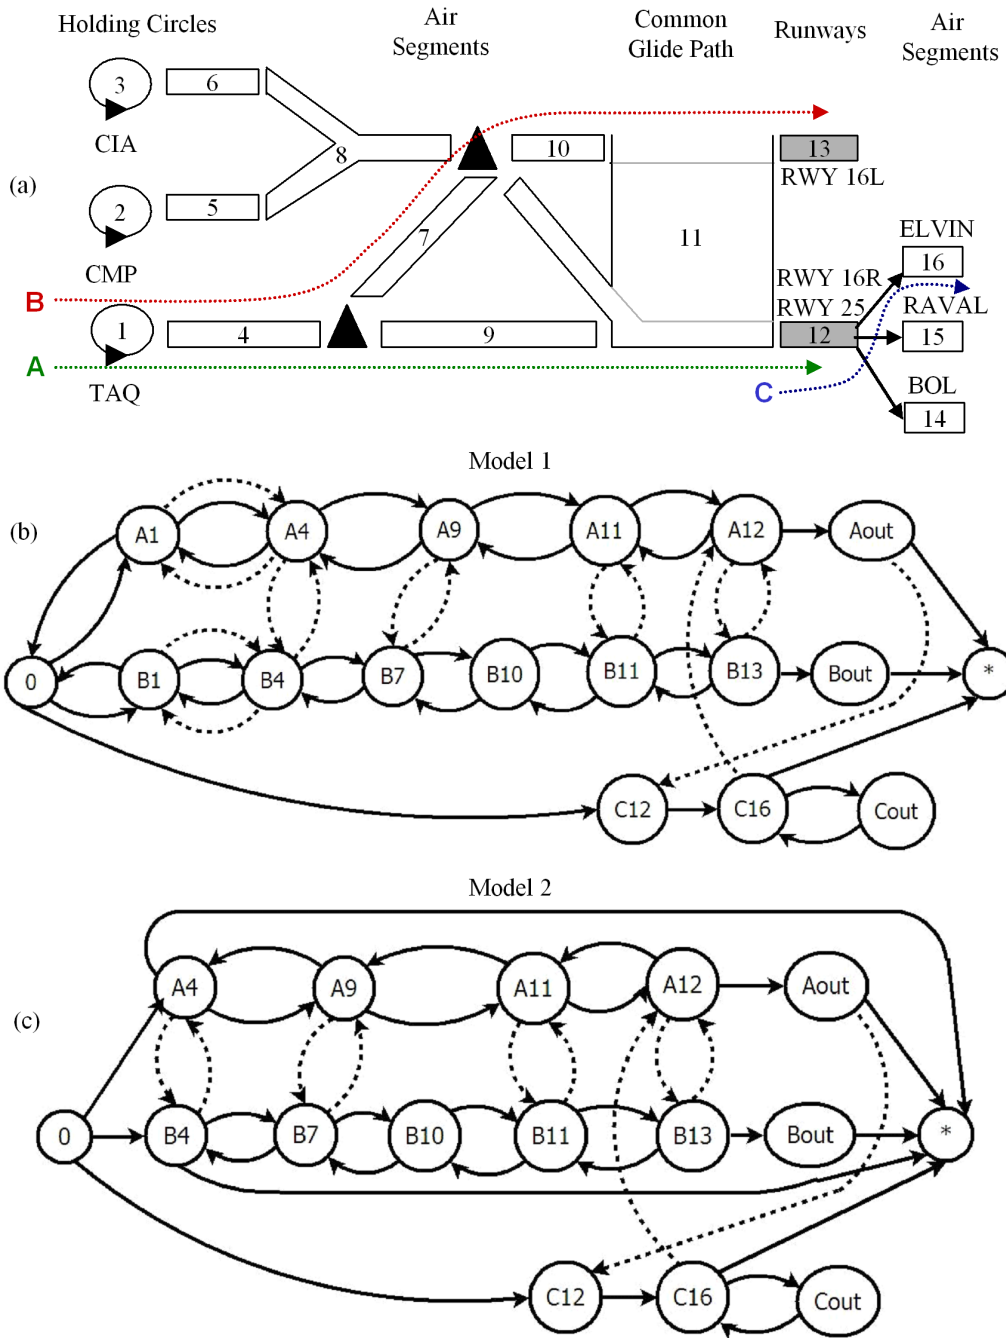 Holding Circles
Air
Segments
Common
Glide Path
Runways
Air
Segments
3
6
CIA
8
10
13
RWY 16L
(a)
2
5
CMP
7
11
ELVIN
16
B
RWY 16R
RWY 25
RAVAL
1
4
9
12
15
A
TAQ
C
BOL
14
Model 1
(b)
A1
A4
A9
A11
A12
Aout
0
B1
B4
B7
B10
B11
B13
Bout
*
C12
C16
Cout
Model 2
(c)
A4
A9
A11
A12
Aout
0
B4
B7
B10
B11
B13
Bout
*
C12
C16
Cout